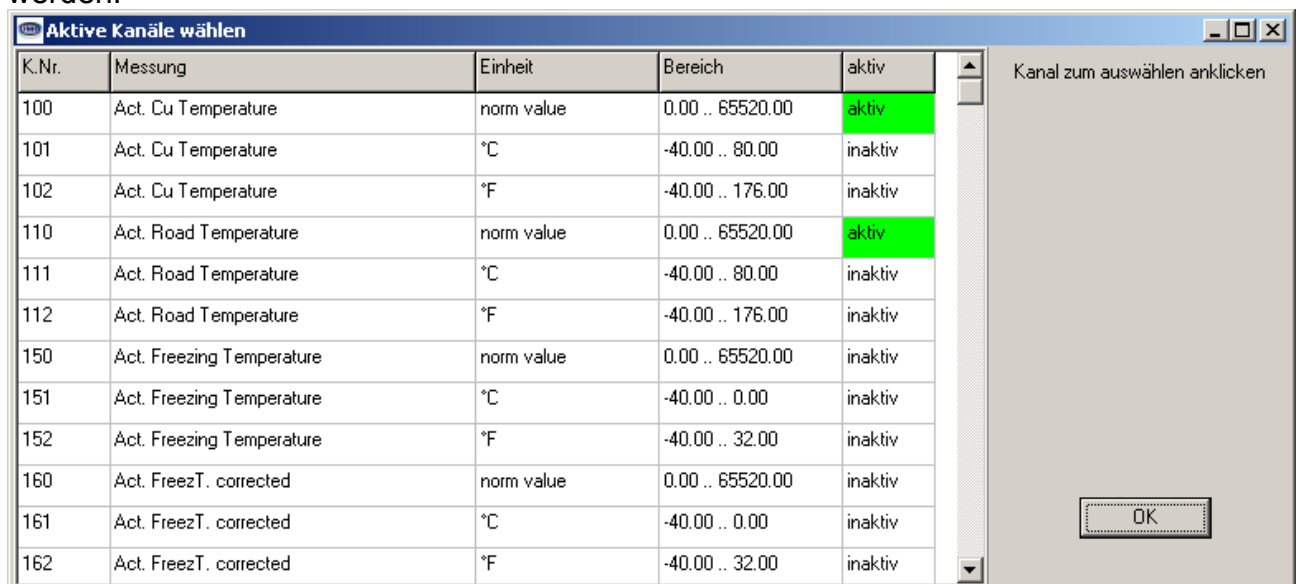 werden.
Aktive Kanäle wählen
K.Nr. Messung Einheit Bereich aktiv
Kanal zum auswählen anklicken
100 Act. Cu Temperature norm value 0.00 .. 65520.00 aktiv
101 Act. Cu Temperature °C -40.00 .. 80.00 inaktiv
102 Act. Cu Temperature °F -40.00 .. 176.00 inaktiv
110 Act. Road Temperature norm value 0.00 .. 65520.00 aktiv
111 Act. Road Temperature °C -40.00 .. 80.00 inaktiv
112 Act. Road Temperature °F -40.00 .. 176.00 inaktiv
150 Act. Freezing Temperature norm value 0.00 .. 65520.00 inaktiv
151 Act. Freezing Temperature °C -40.00 .. 0.00 inaktiv
152 Act. Freezing Temperature °F -40.00 .. 32.00 inaktiv
160 Act. FreezT. corrected norm value 0.00 .. 65520.00 inaktiv
161 Act. FreezT. corrected °C -40.00 .. 0.00 inaktiv
162 Act. FreezT. corrected °F -40.00 .. 32.00 inaktiv
OK